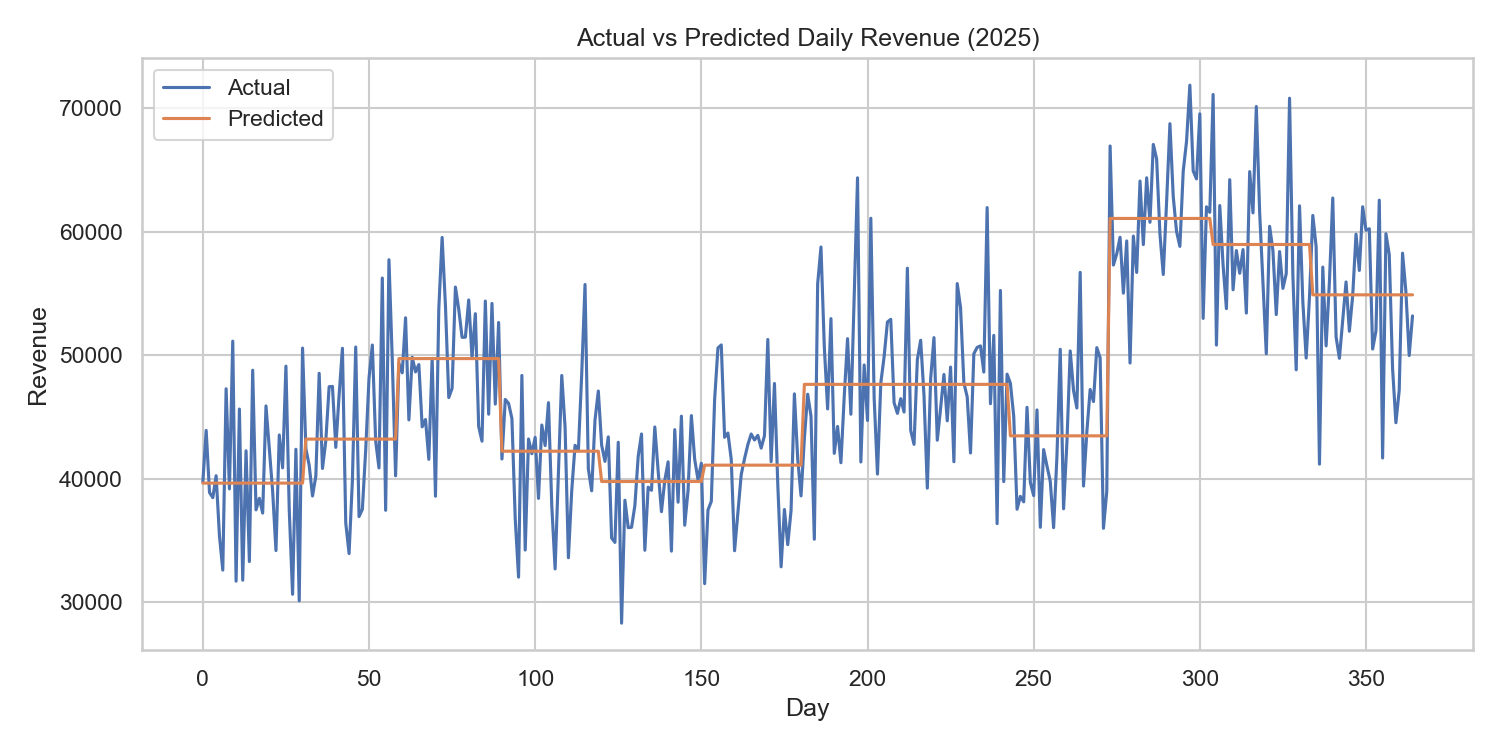 Actual vs Predicted Daily Revenue (2025)
Actual
Predicted
Revenue
70000
60000
50000
40000
30000
0 50 100 150 200 250 300 350
Day